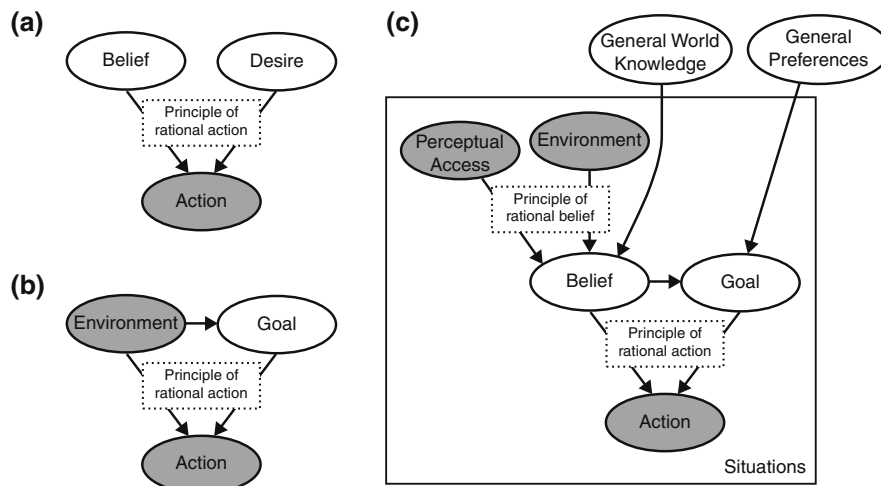 (a)
Belief
Desire
Principle of
rational action
Action
(b)
Environment
Goal
Principle of
rational action
Action
(c)
General World
Knowledge
General
Preferences
Perceptual
Access
Environment
Principle of
rational belief
Belief
Goal
Principle of
rational action
Action
Situations